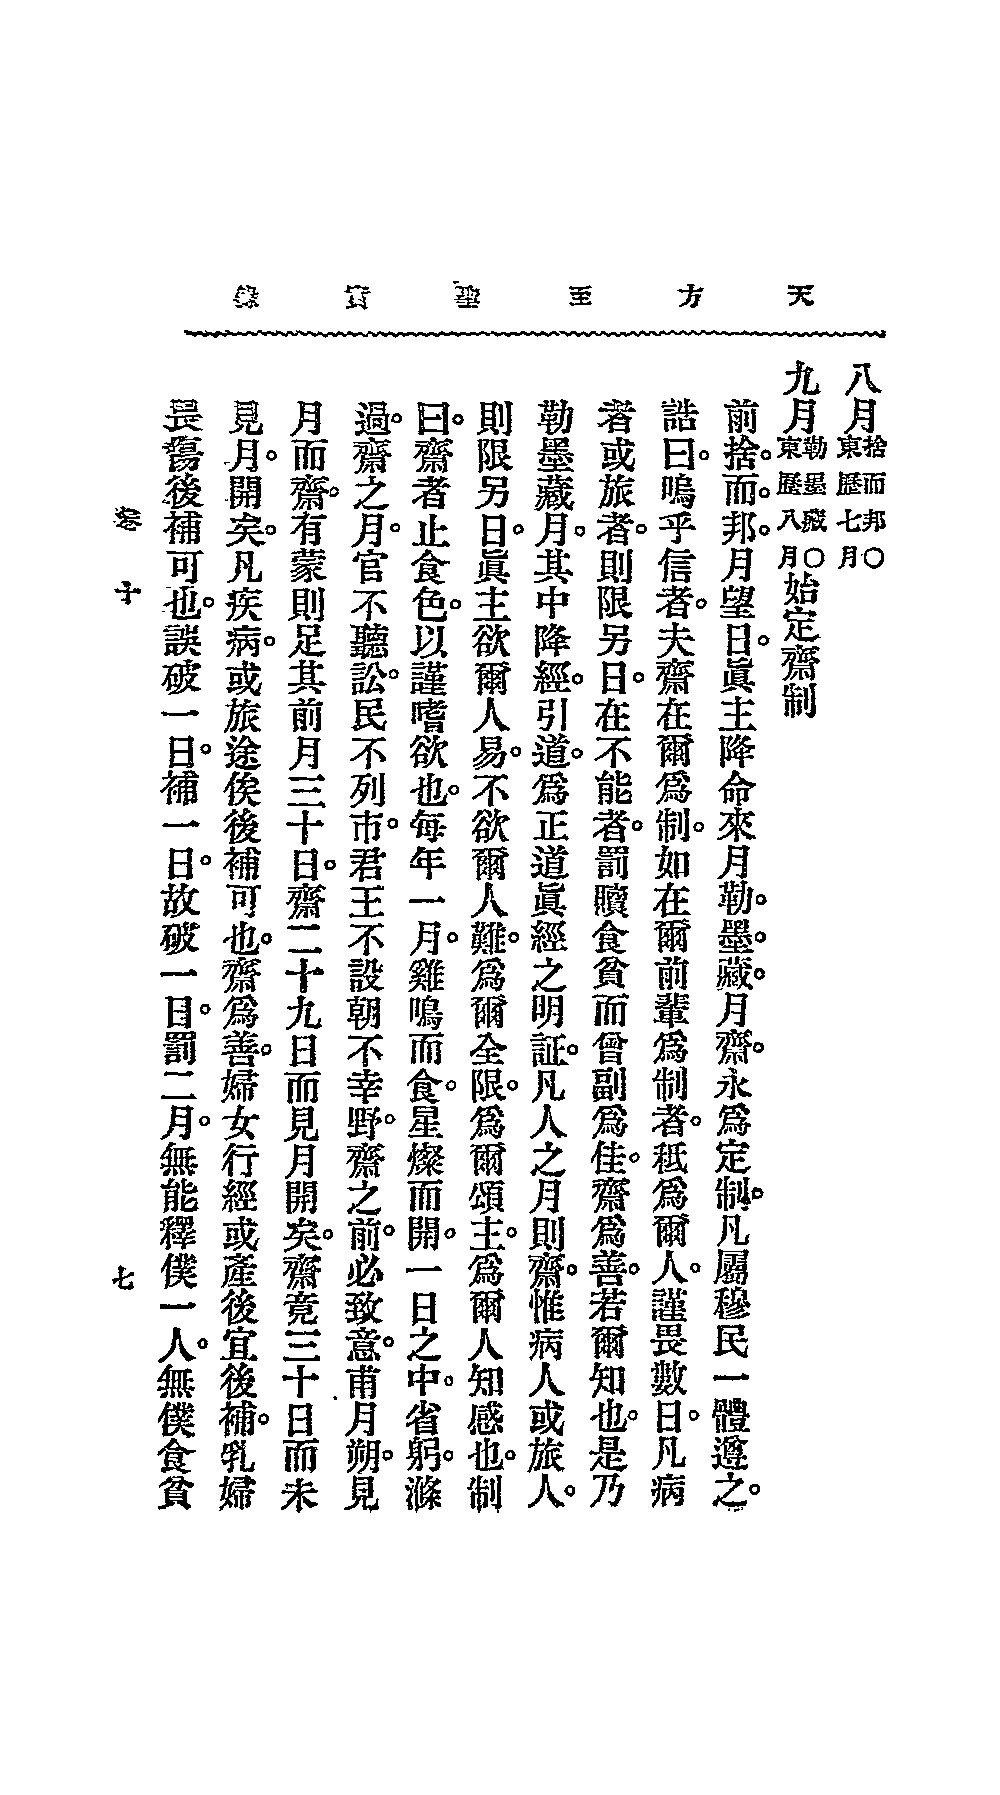 天方至聖實錄
八月捨而邦○東歷七月
九月勒墨藏○東歷八月始定齋制
前捨。而。邦。月望日。眞主降命來月勒。墨。藏。月齋。永爲定制。凡屬穆民一體遵之。
誥曰。嗚乎信者。夫齋在爾爲制。如在爾前輩爲制者。秪爲爾人。謹畏數日。凡病
者或旅者。則限另日。在不能者。罰贖食貧而曾副爲佳。齋爲善。若爾知也。是乃
勒墨藏月。其中降經。引道。爲正道眞經之明証。凡人之月則齋。惟病人或旅人。
則限另日。眞主欲爾人易。不欲爾人難。爲爾全限。爲爾頌主。爲爾人知感也。制
曰。齋者止食色。以謹嗜欲也。每年一月。雞鳴而食。星燦而開。一日之中。省躬。滌
過。齋之月。官不聽訟。民不列市。君王不設朝不幸野。齋之前。必致意。甫月朔。見
月而齋。有蒙則足其前月三十日。齋二十九日而見月開矣。齋竟三十日而未
見月。開矣。凡疾病。或旅途俟後補可也。齋爲善。婦女行經或產後宜後補。乳婦
畏傷後補可也。誤破一日。補一日。故破一日。罰二月。無能釋僕一人。無僕食貧
卷十 七